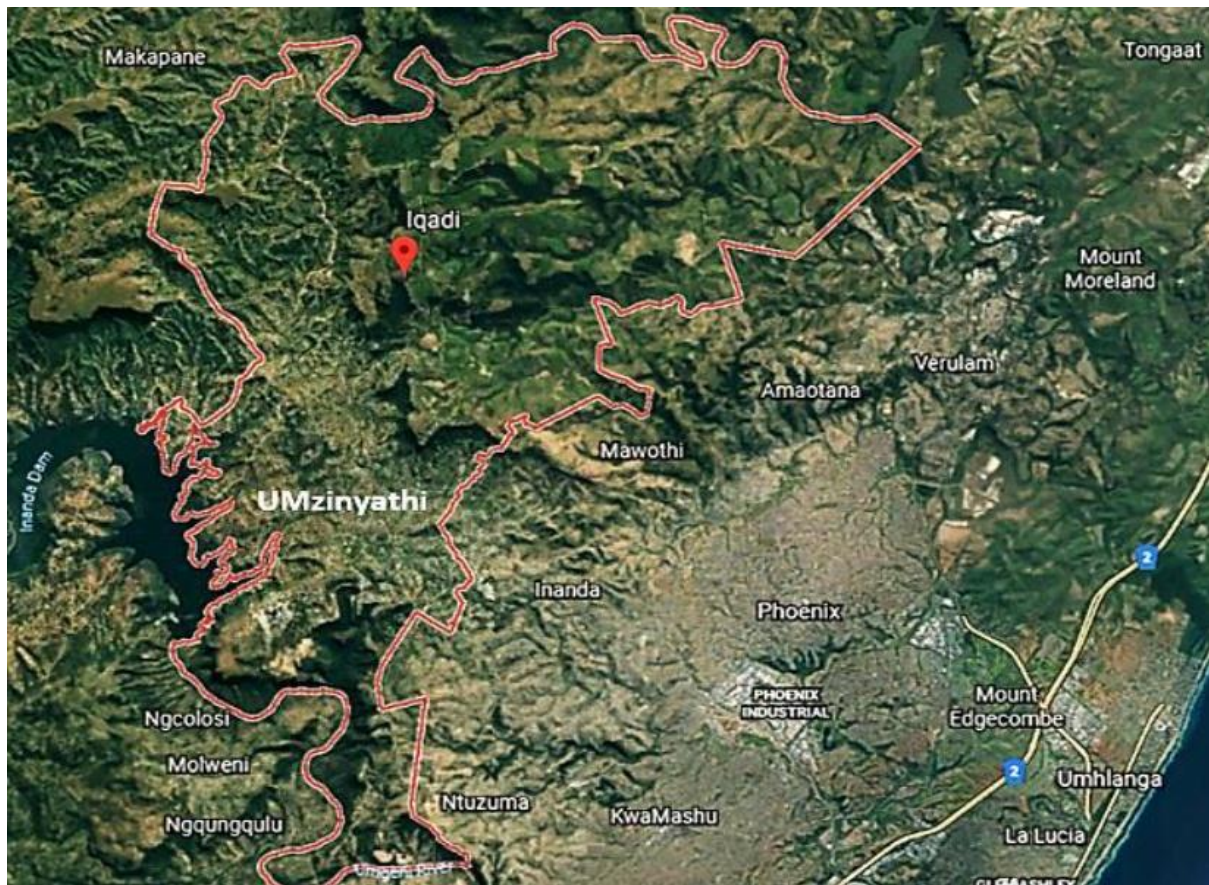 Makapane
Tongaat
Iqadi
Mount
Moreland
Verulam
Amaotana
Mawothi
Inanda Dam
UMzinyathi
2
Inanda
Phoenix
PHOENIX
INDUSTRIAL
Mount
Edgecombe
Ngcolosi
Molweni
2
Umhlanga
Ntuzuma
KwaMashu
Ngqungqulu
La Lucia
River